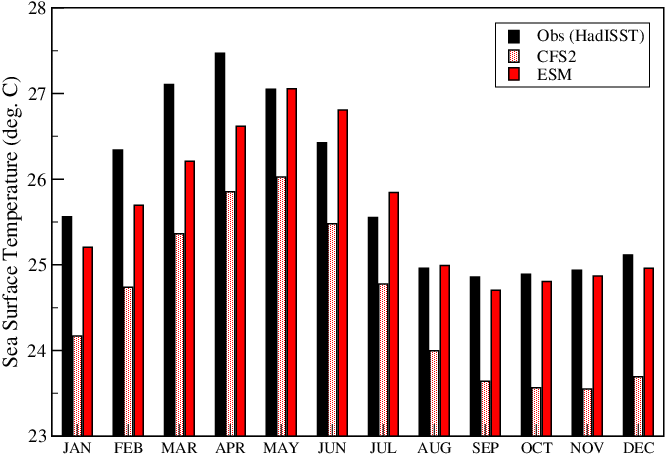 28
27
26
25
24
23
Sea Surface Temperature (deg. C)
Obs (HadISST)
CFS2
ESM
JAN FEB MAR APR MAY JUN JUL AUG SEP OCT NOV DEC